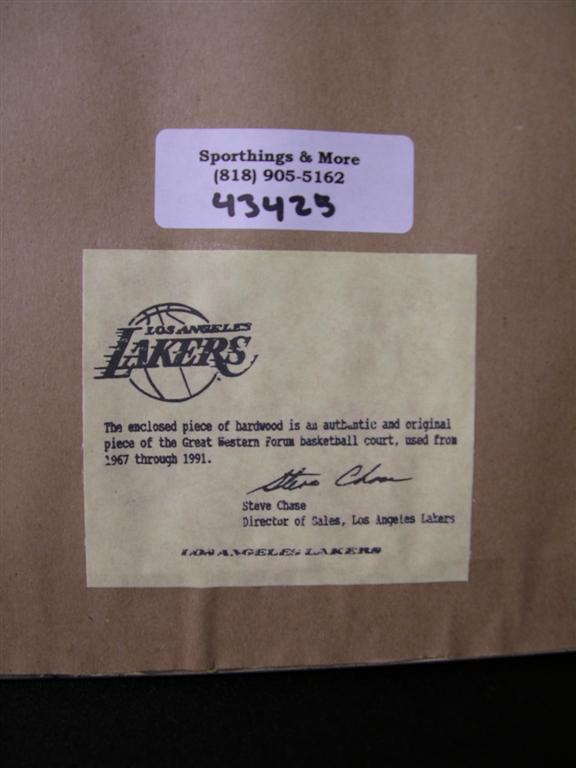 Sporthings & More
(818) 905-5162
43425
LOS ANGELES
LAKERS
The enclosed piece of hardwood is an authentic and original
piece of the Great Western Forum basketball court, used from
1967 through 1991.
Steve Chase
Steve Chase
Director of Sales, Los Angeles Lakers
LOS ANGELES LAKERS